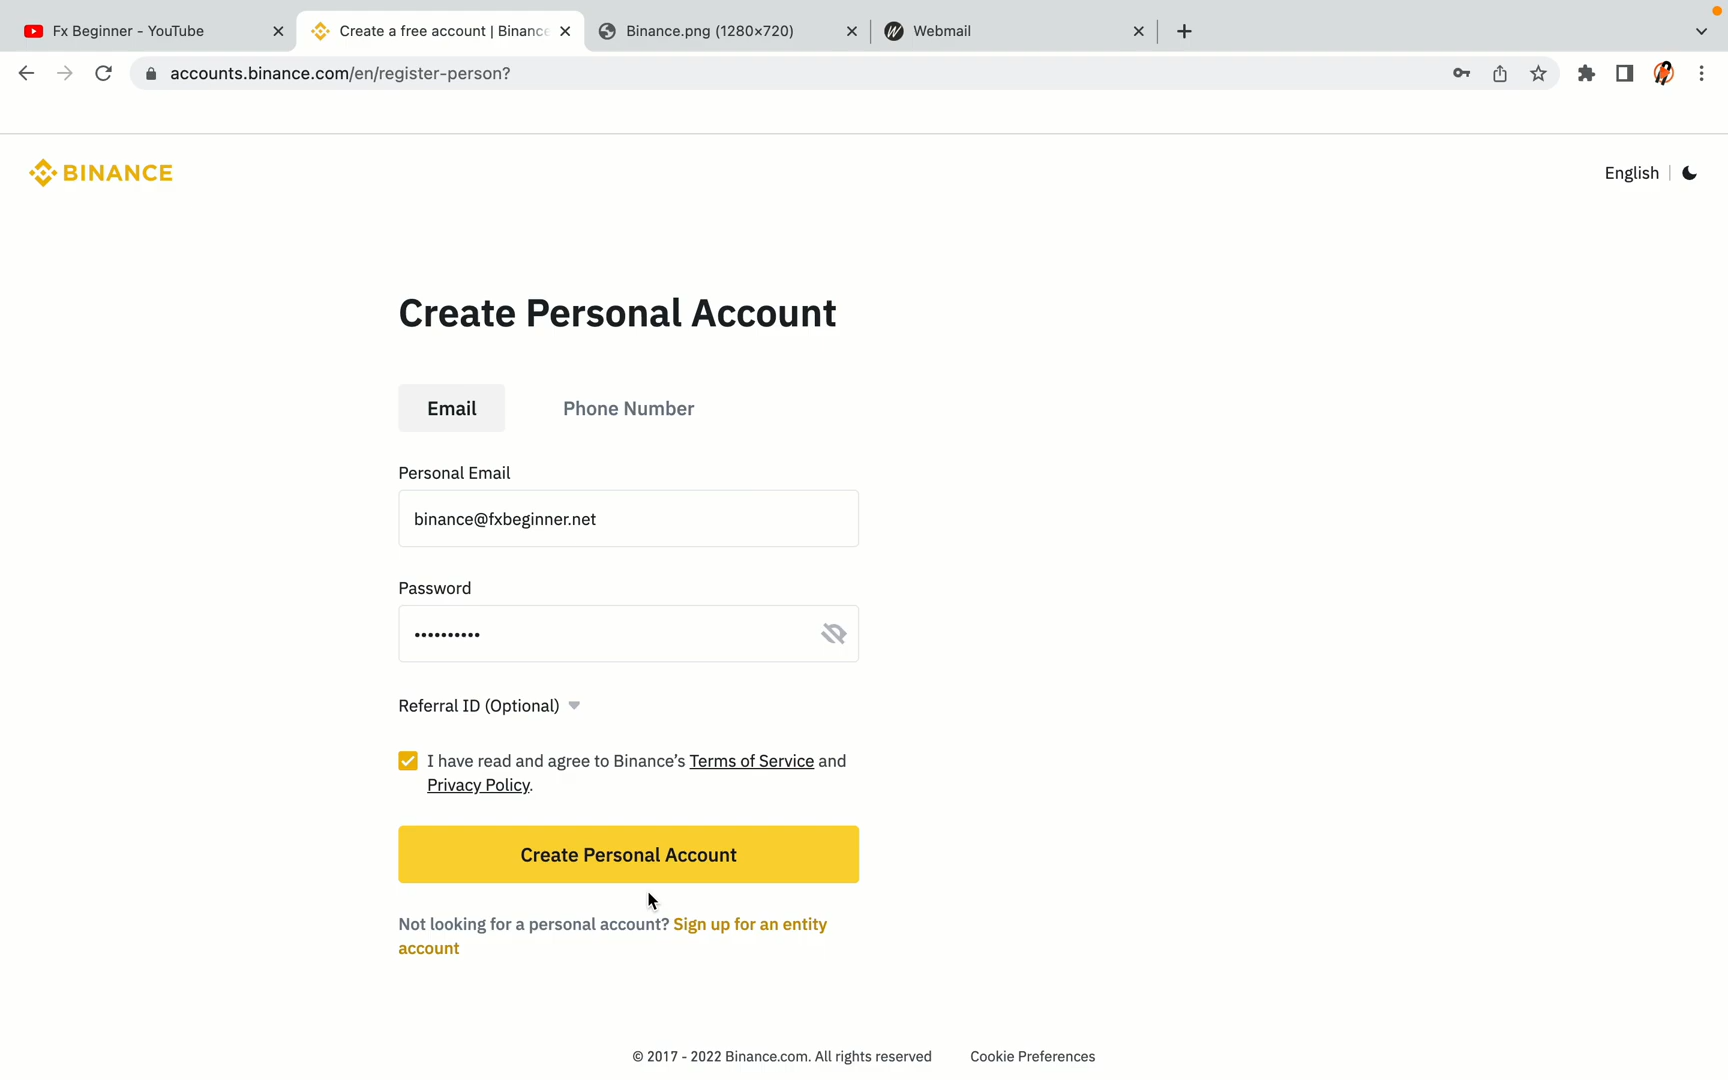 Fx Beginner - YouTube
Create a free account | Binance
Binance.png (1280×720)
Webmail
accounts.binance.com/en/register-person?
BINANCE
English
Create Personal Account
Email
Phone Number
Personal Email
binance@fxbeginner.net
Password
••••••••••
Referral ID (Optional)
I have read and agree to Binance’s Terms of Service and
Privacy Policy.
Create Personal Account
Not looking for a personal account? Sign up for an entity
account
© 2017 - 2022 Binance.com. All rights reserved
Cookie Preferences